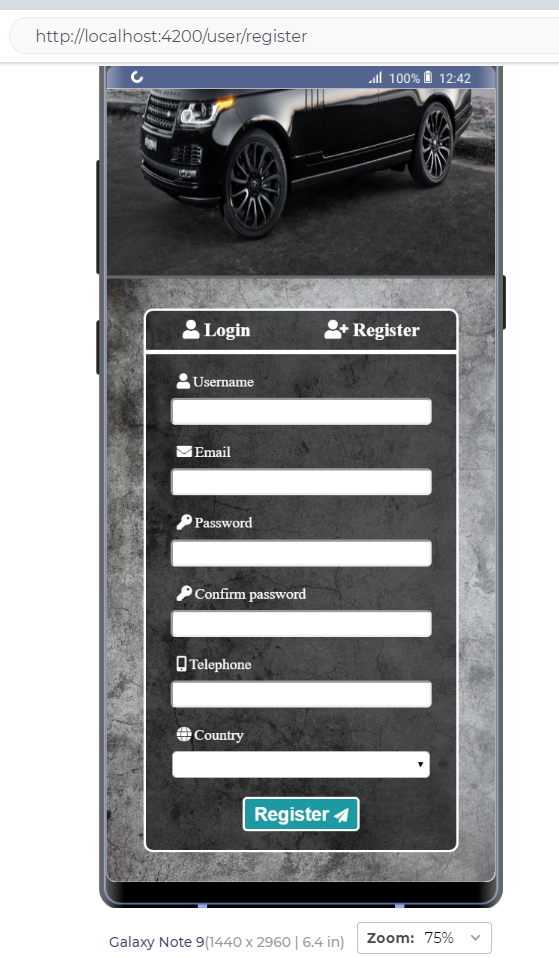 http://localhost:4200/user/register
100% 12:42
Login Register
Username
Email
Password
Confirm password
Telephone
Country
Register
Galaxy Note 9(1440 x 2960 | 6.4 in) Zoom: 75%